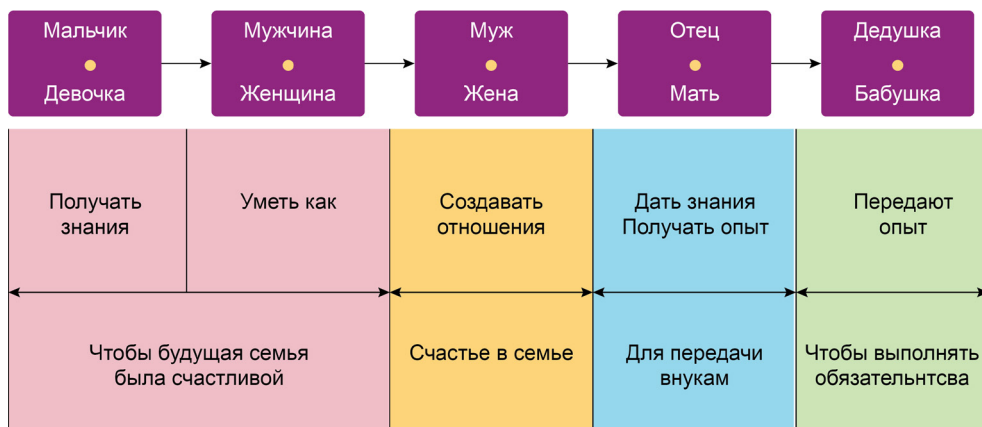 Мальчик
Девочка
Мужчина
Женщина
Муж
Жена
Отец
Мать
Дедушка
Бабушка
Получать
знания
Уметь как
Создавать
отношения
Дать знания
Получать опыт
Передают
опыт
Чтобы будущая семья
была счастливой
Счастье в семье
Для передачи
внукам
Чтобы выполнять
обязательнтсва